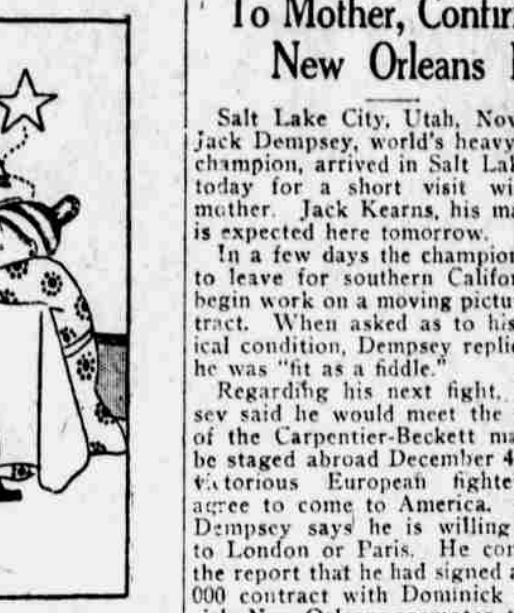 To Mother, Confir
New Orleans
Salt Lake City, Utah, Nov
Jack Dempsey, world's heavy
champion, arrived in Salt Lak
today for a short visit wi
mother. Jack Kearns, his ma
is expected here tomorrow.
In a few days the champion
to leave for southern Califor
begin work on a moving pictu
tract. When asked as to his
ical condition, Dempsey replie
he was "fit as a fiddle."
Regarding his next fight,
sey said he would meet the
of the Carpentier-Beckett ma
be staged abroad December 4
victorious European fighte
agree to come to America.
Dempsey says he is willing
to London or Paris. He con
the report that he had signed a
000 contract with Dominick